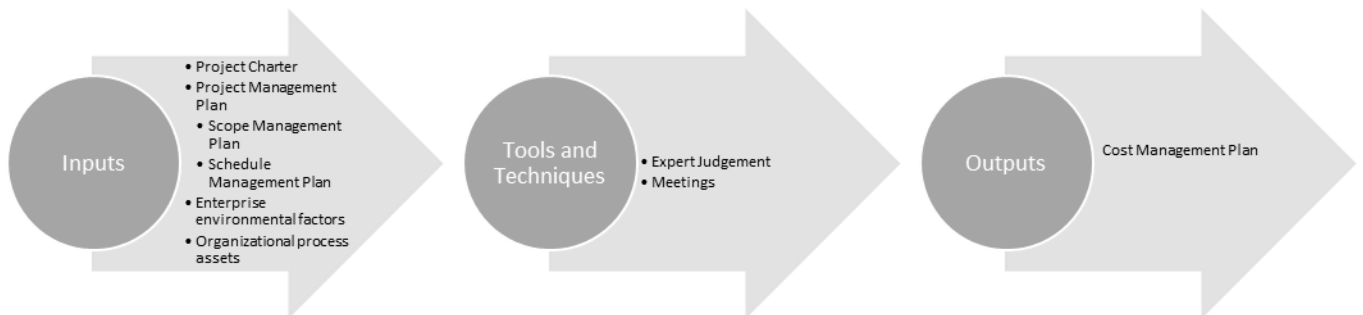 Inputs
• Project Charter
• Project Management
Plan
• Scope Management
Plan
• Schedule
Management Plan
• Enterprise
environmental factors
• Organizational process
assets
Tools and
Techniques
• Expert Judgement
• Meetings
Outputs
Cost Management Plan